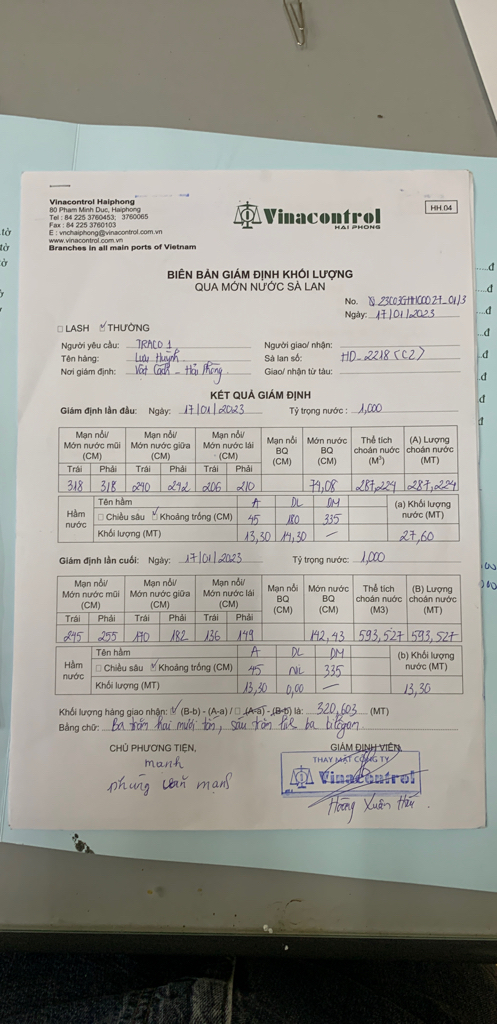 Vinacontrol Haiphong
80 Pham Minh Duc, Haiphong
Tel : 84 225 3760453; 3760065
Fax : 84 225 3760103
E : vnchaiphong@vinacontrol.com.vn
www.vinacontrol.com.vn
Branches in all main ports of Vietnam
Vinacontrol
HAI PHONG
HH.04
BIÊN BẢN GIÁM ĐỊNH KHỐI LƯỢNG
QUA MỚN NƯỚC SÀ LAN
No. 23C03GHH00027_01/3
Ngày: 17/01/2023
LASH THƯỜNG
Người yêu cầu: TRACO 1 Người giao/ nhận:
Tên hàng: Lưu Huỳnh Sà lan số: HD_2218 (C2)
Nơi giám định: Vật Cách - Hải Phòng Giao/ nhận từ tàu:
KẾT QUẢ GIÁM ĐỊNH
Giám định lần đầu: Ngày: 17/01/2023 Tỷ trọng nước : 1,000
Mạn nổi/ Mớn nước mũi (CM) Mạn nổi/ Mớn nước giữa (CM) Mạn nổi/ Mớn nước lái (CM) Mạn nổi BQ (CM) Mớn nước BQ (CM) Thể tích choán nước (M³) (A) Lượng choán nước (MT)
Trái Phải Trái Phải Trái Phải
318 318 240 242 206 210 74,08 287,224 287,224
Hầm nước Tên hầm A DL DM (a) Khối lượng nước (MT)
Chiều sâu Khoảng trống (CM) 45 180 335
Khối lượng (MT) 13,30 14,30 — 27,60
Giám định lần cuối: Ngày: 17/01/2023 Tỷ trọng nước: 1,000
Mạn nổi/ Mớn nước mũi (CM) Mạn nổi/ Mớn nước giữa (CM) Mạn nổi/ Mớn nước lái (CM) Mạn nổi BQ (CM) Mớn nước BQ (CM) Thể tích choán nước (M3) (B) Lượng choán nước (MT)
Trái Phải Trái Phải Trái Phải
245 255 170 182 136 149 142,43 593,527 593,527
Hầm nước Tên hầm A DL DM (b) Khối lượng nước (MT)
Chiều sâu Khoảng trống (CM) 45 NIL 335
Khối lượng (MT) 13,30 0,00 — 13,30
Khối lượng hàng giao nhận: (B-b) - (A-a) / (A-a) - (B-b) là: 320,603 (MT)
Bằng chữ: Ba trăm hai mươi tấn, sáu trăm lẻ ba kilogam
CHỦ PHƯƠNG TIỆN, GIÁM ĐỊNH VIÊN,
manh
phùng văn mạnh
THAY MẶT CÔNG TY
Vinacontrol
Hoàng Xuân